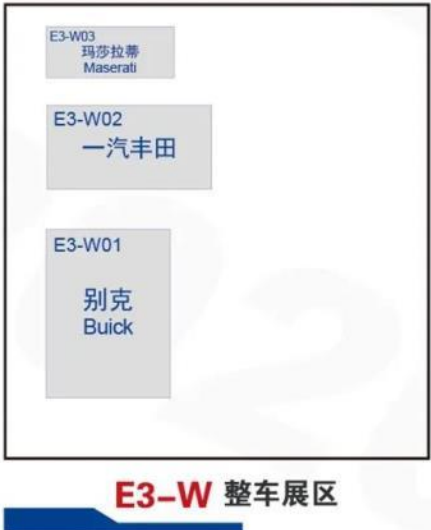 E3-W03
玛莎拉蒂
Maserati
E3-W02
一汽丰田
E3-W01
别克
Buick
E3-W 整车展区